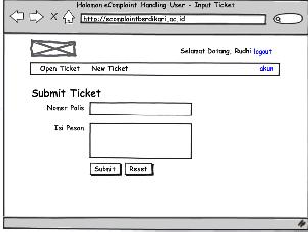 Halaman eComplaint Handling User - Input Ticket
http://ecomplaintberdikari.ac.id
Selamat Datang, Rudhi logout
Open Ticket New Ticket akun
Submit Ticket
Nomer Polis
Isi Pesan
Submit Reset